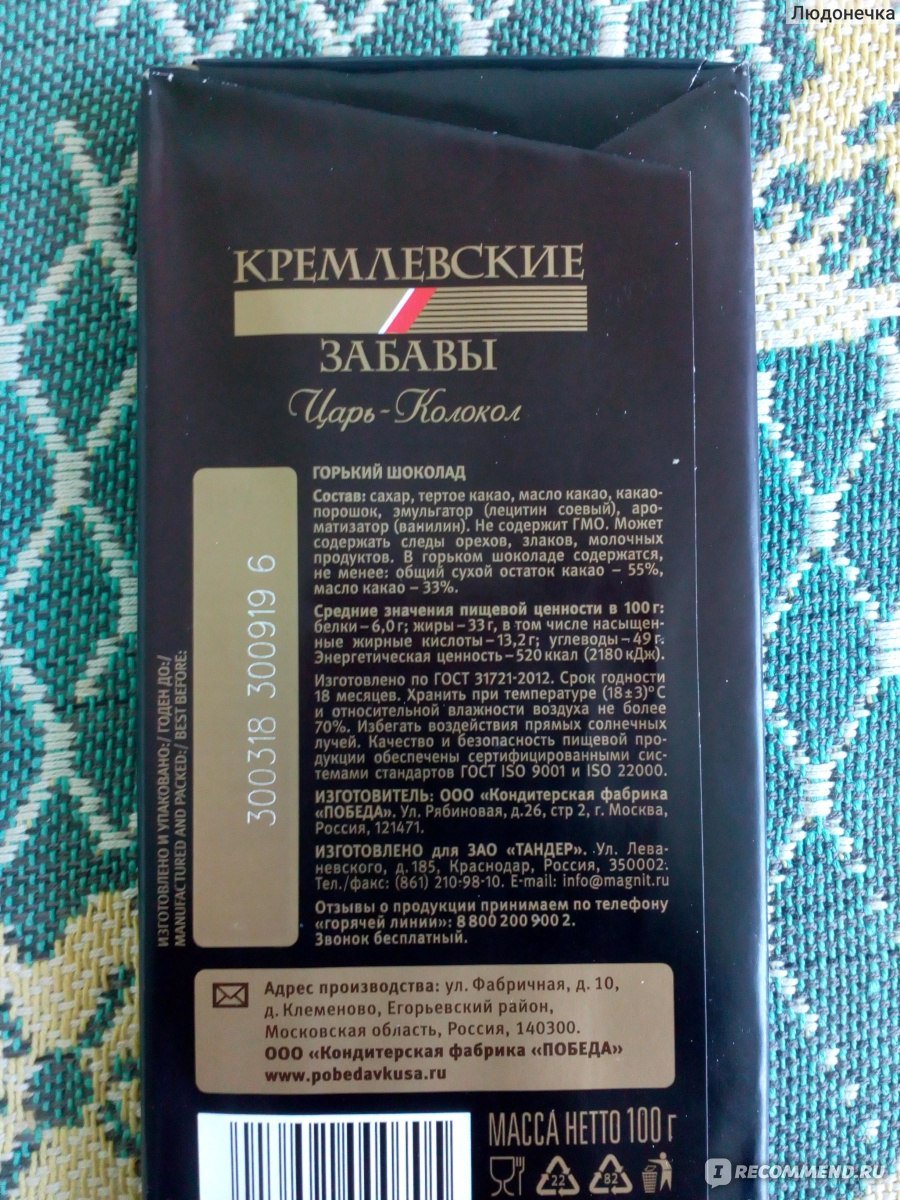 Людонечка
КРЕМЛЕВСКИЕ
ЗАБАВЫ
Царь-Колокол
ГОРЬКИЙ ШОКОЛАД
Состав: сахар, тертое какао, масло какао, какао-
порошок, эмульгатор (лецитин соевый), аро-
матизатор (ванилин). Не содержит ГМО. Может
содержать следы орехов, злаков, молочных
продуктов. В горьком шоколаде содержатся,
не менее: общий сухой остаток какао – 55%,
масло какао – 33%.
Средние значения пищевой ценности в 100 г:
белки – 6,0 г; жиры – 33 г, в том числе насыщен-
ные жирные кислоты – 13,2 г; углеводы – 49 г.
Энергетическая ценность – 520 ккал (2180 кДж).
Изготовлено по ГОСТ 31721-2012. Срок годности
18 месяцев. Хранить при температуре (18±3)°С
и относительной влажности воздуха не более
70%. Избегать воздействия прямых солнечных
лучей. Качество и безопасность пищевой про-
дукции обеспечены сертифицированными сис-
темами стандартов ГОСТ ISO 9001 и ISO 22000.
ИЗГОТОВИТЕЛЬ: ООО «Кондитерская фабрика
«ПОБЕДА». Ул. Рябиновая, д.26, стр 2, г. Москва,
Россия, 121471.
ИЗГОТОВЛЕНО для ЗАО «ТАНДЕР». Ул. Лева-
невского, д.185, Краснодар, Россия, 350002.
Тел./факс: (861) 210-98-10. E-mail: info@magnit.ru
Отзывы о продукции принимаем по телефону
«горячей линии»: 8 800 200 900 2.
Звонок бесплатный.
ИЗГОТОВЛЕНО И УПАКОВАНО:/ ГОДЕН ДО:/
MANUFACTURED AND PACKED:/ BEST BEFORE:
300318 300919 6
Адрес производства: ул. Фабричная, д. 10,
д. Клеменово, Егорьевский район,
Московская область, Россия, 140300.
ООО «Кондитерская фабрика «ПОБЕДА»
www.pobedavkusa.ru
МАССА НЕТТО 100 г
22
82
I RECOMMEND.RU